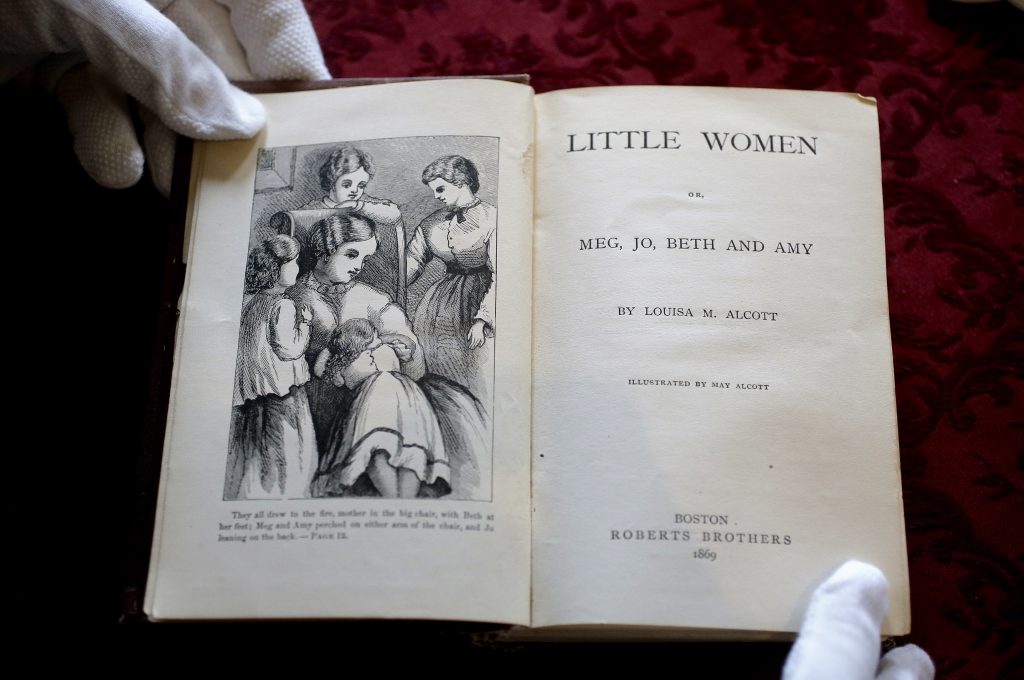 They all drew to the fire, mother in the big chair, with Beth at
her feet; Meg and Amy perched on either arm of the chair, and Jo
leaning on the back. — PAGE 12.
LITTLE WOMEN
OR,
MEG, JO, BETH AND AMY
BY LOUISA M. ALCOTT
ILLUSTRATED BY MAY ALCOTT
BOSTON
ROBERTS BROTHERS
1869